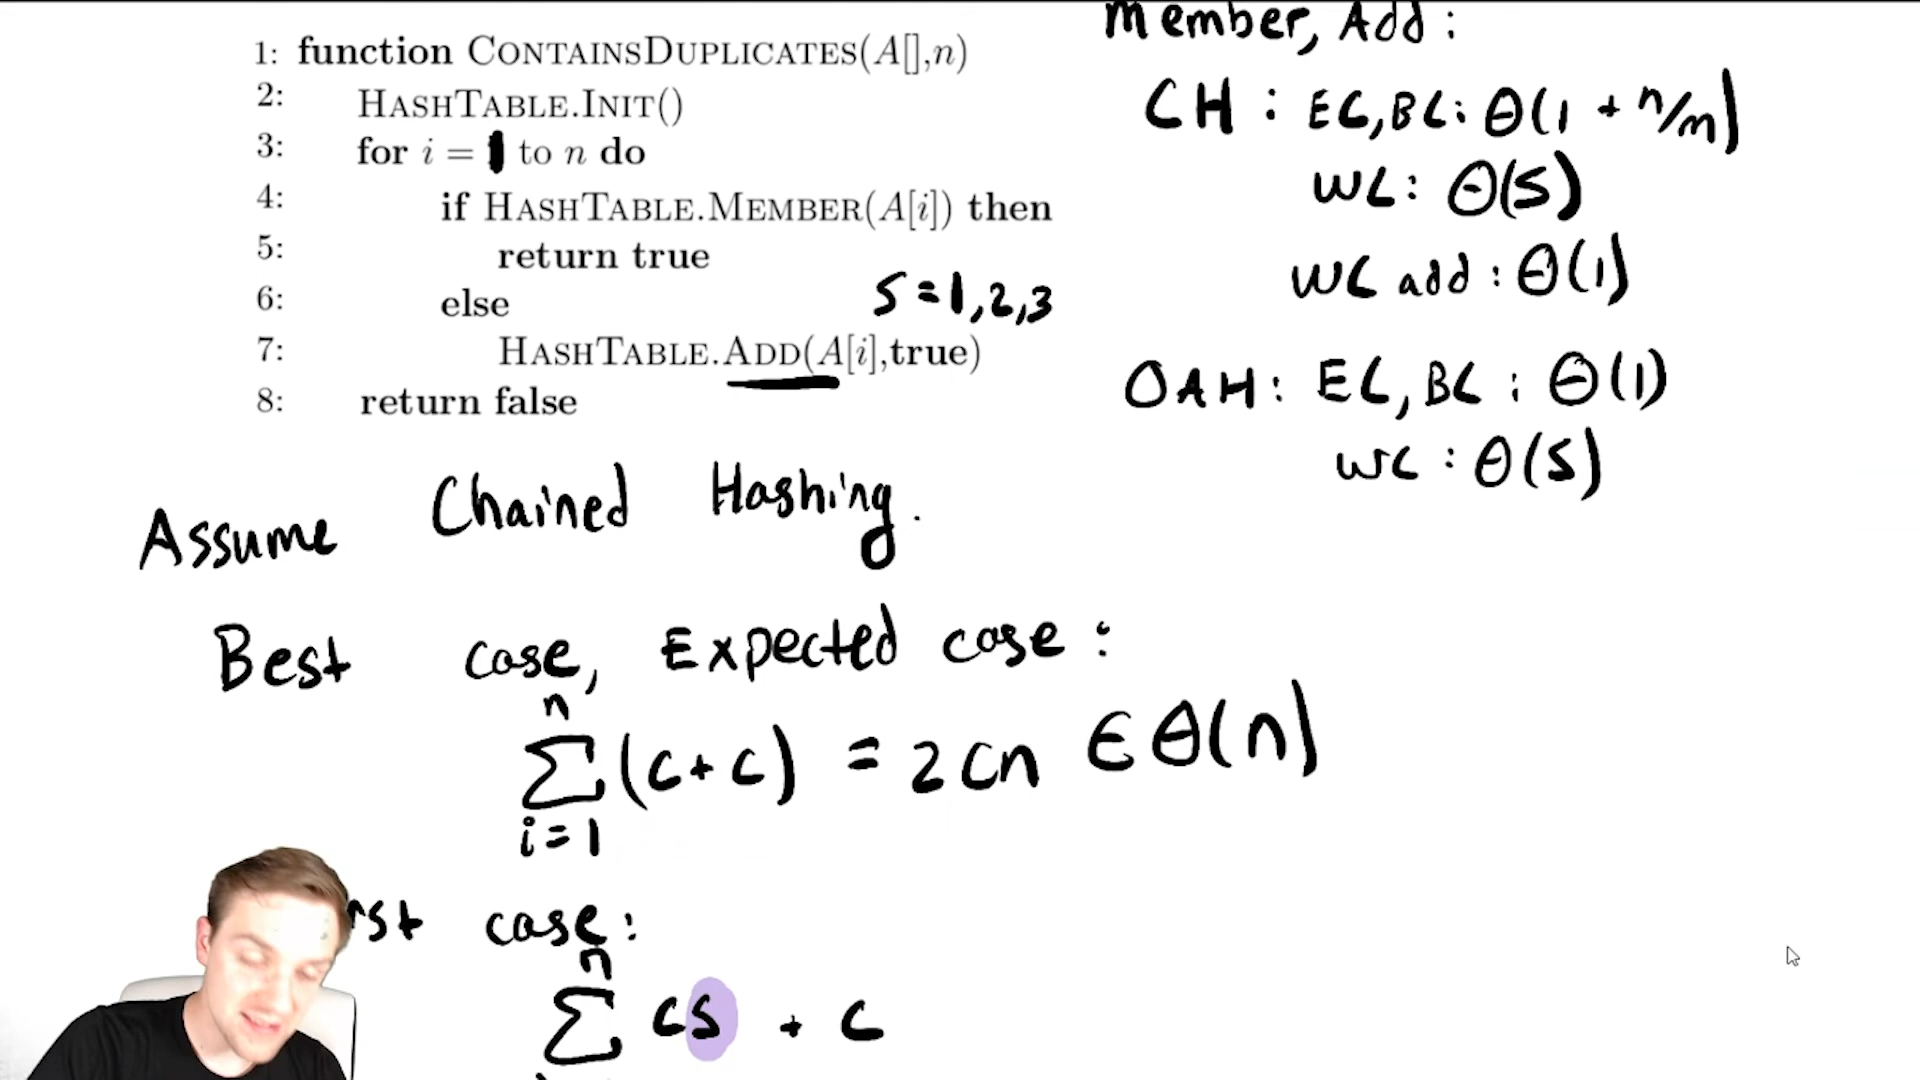 1: function CONTAINSDUPLICATES(A[],n)
2: HASHTABLE.INIT()
3: for i = 1 to n do
4: if HASHTABLE.MEMBER(A[i]) then
5: return true
6: else
7: HASHTABLE.ADD(A[i],true)
8: return false
S = 1,2,3
Member, Add :
CH : EC, BC : Θ(1 + n/m)
WC : Θ(S)
WC add : Θ(1)
OAH : EC, BC : Θ(1)
WC : Θ(S)
Assume Chained Hashing.
Best case, Expected case :
n
∑ (c + c) = 2cn ∈ Θ(n)
i = 1
rst case :
n
∑ cS + c